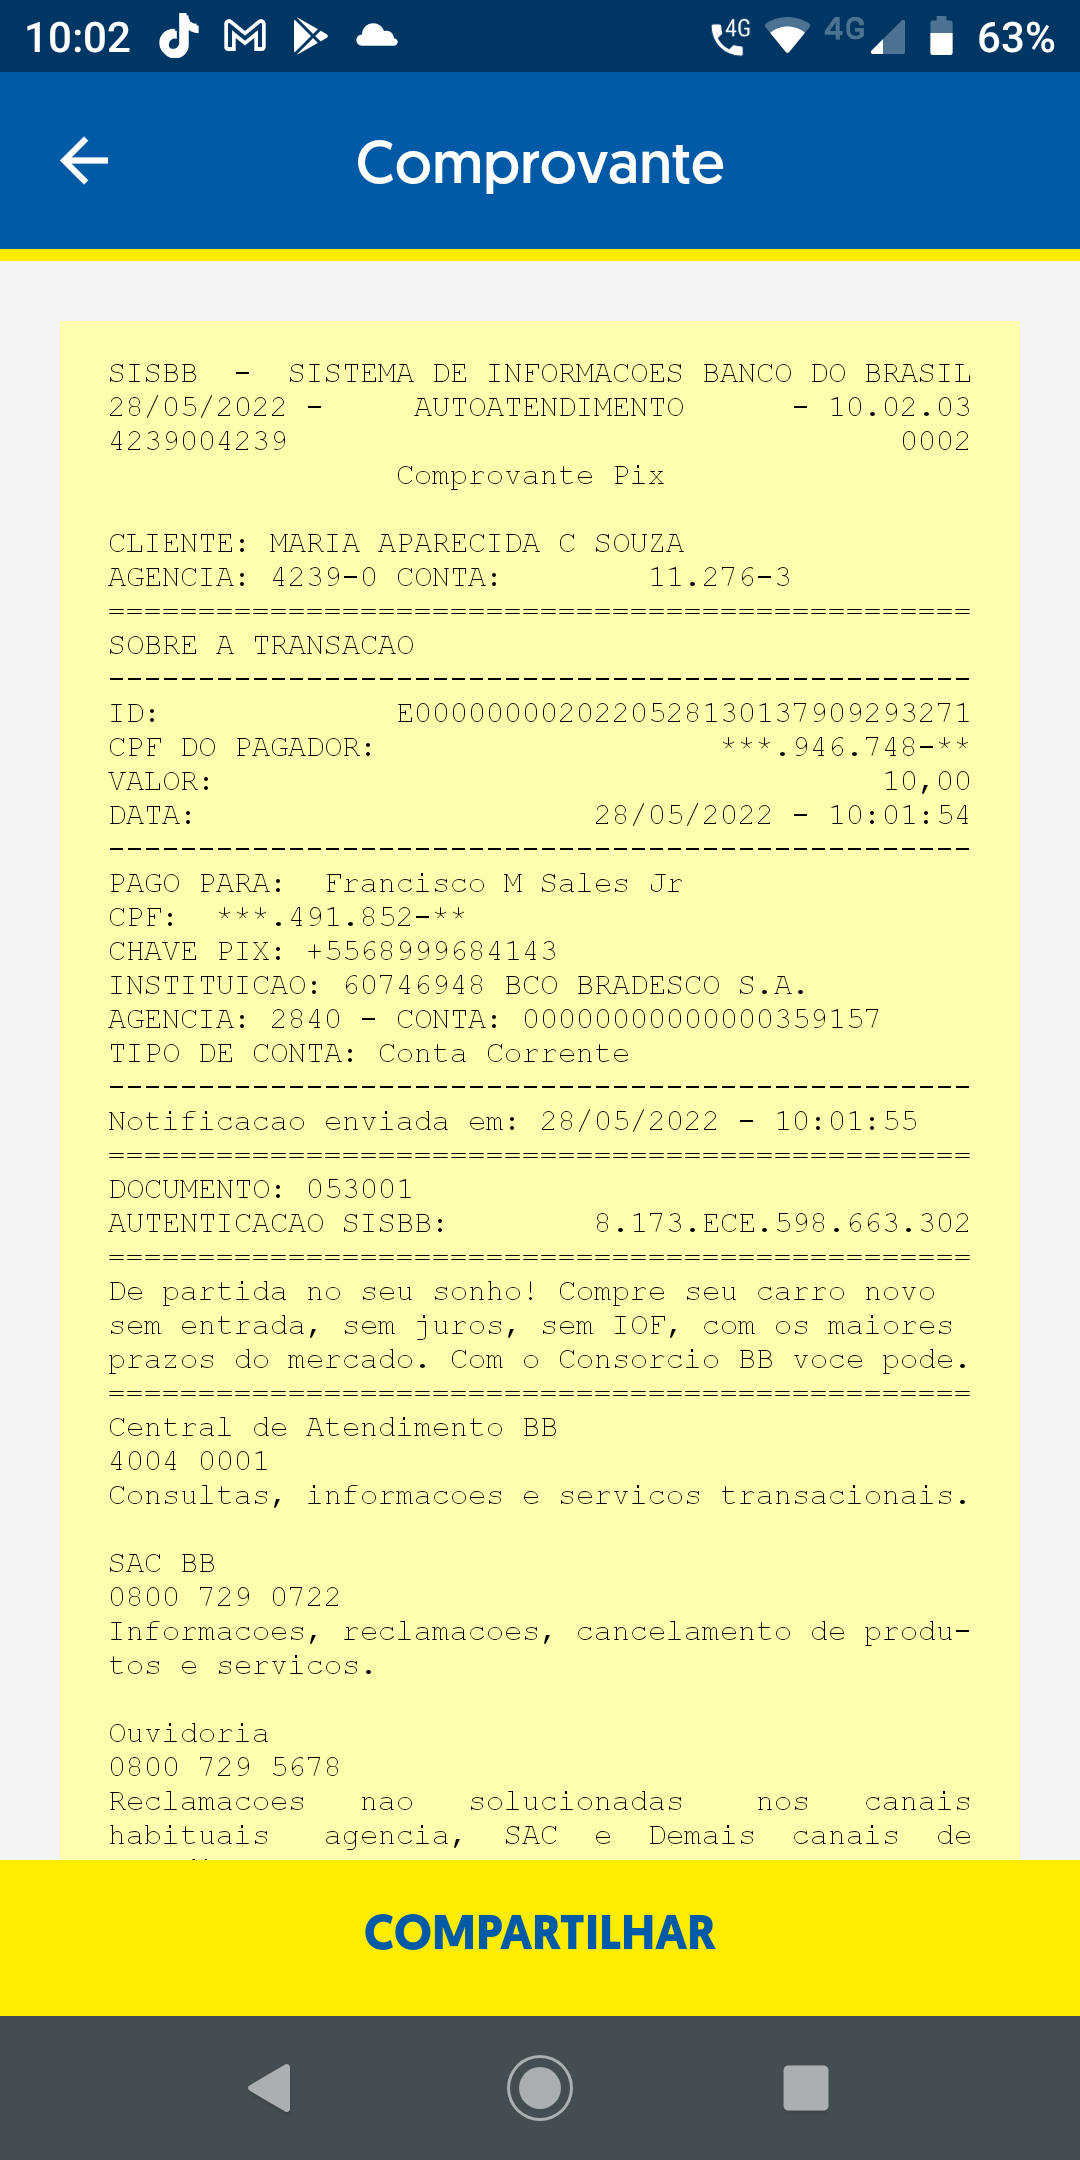 10:02 4G 4G 63%
Comprovante
SISBB - SISTEMA DE INFORMACOES BANCO DO BRASIL
28/05/2022 - AUTOATENDIMENTO - 10.02.03
4239004239 0002
Comprovante Pix
CLIENTE: MARIA APARECIDA C SOUZA
AGENCIA: 4239-0 CONTA: 11.276-3
================================================
SOBRE A TRANSACAO
------------------------------------------------
ID: E0000000020220528130137909293271
CPF DO PAGADOR: ***.946.748-**
VALOR: 10,00
DATA: 28/05/2022 - 10:01:54
------------------------------------------------
PAGO PARA: Francisco M Sales Jr
CPF: ***.491.852-**
CHAVE PIX: +5568999684143
INSTITUICAO: 60746948 BCO BRADESCO S.A.
AGENCIA: 2840 - CONTA: 00000000000000359157
TIPO DE CONTA: Conta Corrente
------------------------------------------------
Notificacao enviada em: 28/05/2022 - 10:01:55
================================================
DOCUMENTO: 053001
AUTENTICACAO SISBB: 8.173.ECE.598.663.302
================================================
De partida no seu sonho! Compre seu carro novo
sem entrada, sem juros, sem IOF, com os maiores
prazos do mercado. Com o Consorcio BB voce pode.
================================================
Central de Atendimento BB
4004 0001
Consultas, informacoes e servicos transacionais.
SAC BB
0800 729 0722
Informacoes, reclamacoes, cancelamento de produ-
tos e servicos.
Ouvidoria
0800 729 5678
Reclamacoes nao solucionadas nos canais
habituais agencia, SAC e Demais canais de
COMPARTILHAR